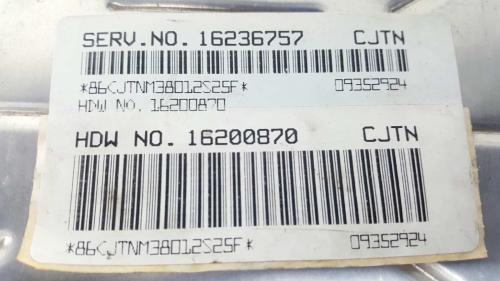 SERV.NO. 16236757 CJTN
*86CJTNM38012S25F* 09352924
HDW NO. 16200870
HDW NO. 16200870 CJTN
*86CJTNM38012S25F* 09352924